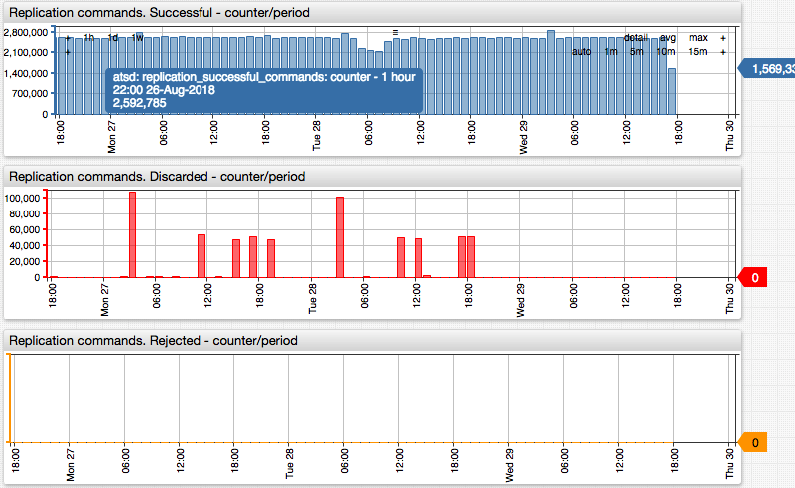 Replication commands. Successful - counter/period
2,800,000
2,100,000
1,400,000
700,000
0
+ 1h 1d 1w
+
≡
detail avg max +
auto 1m 5m 10m 15m +
atsd: replication_successful_commands: counter - 1 hour
22:00 26-Aug-2018
2,592,785
18:00 Mon 27 06:00 12:00 18:00 Tue 28 06:00 12:00 18:00 Wed 29 06:00 12:00 18:00 Thu 30
Replication commands. Discarded - counter/period
100,000
80,000
60,000
40,000
20,000
0
0
18:00 Mon 27 06:00 12:00 18:00 Tue 28 06:00 12:00 18:00 Wed 29 06:00 12:00 18:00 Thu 30
Replication commands. Rejected - counter/period
0
18:00 Mon 27 06:00 12:00 18:00 Tue 28 06:00 12:00 18:00 Wed 29 06:00 12:00 18:00 Thu 30